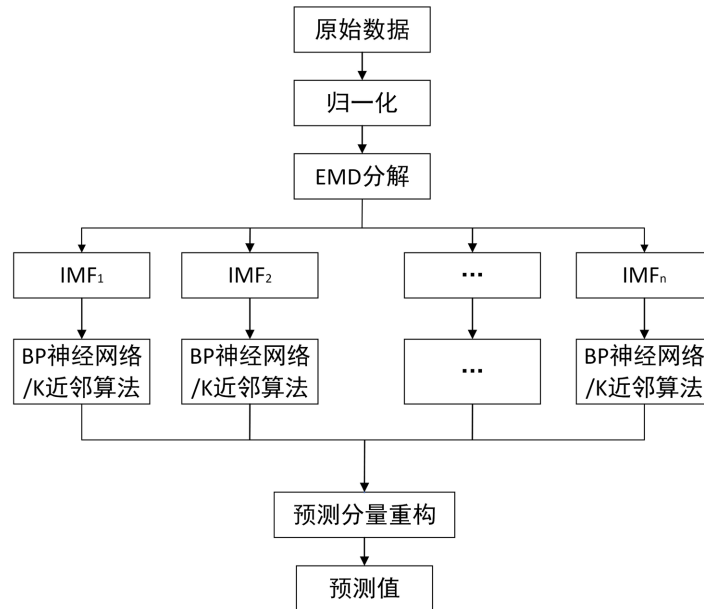 原始数据
归一化
EMD分解
IMF₁
IMF₂
...
IMFₙ
BP神经网络
/K近邻算法
BP神经网络
/K近邻算法
...
BP神经网络
/K近邻算法
预测分量重构
预测值